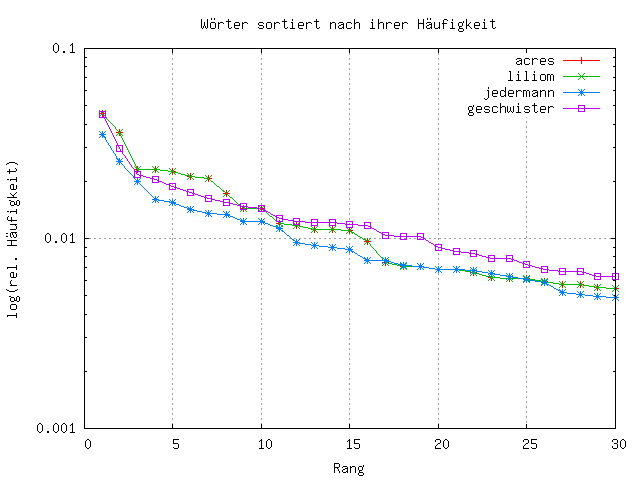 Wörter sortiert nach ihrer Häufigkeit
0.1
acres
liliom
jedermann
geschwister
log(rel. Häufigkeit)
0.01
0.001
0 5 10 15 20 25 30
Rang